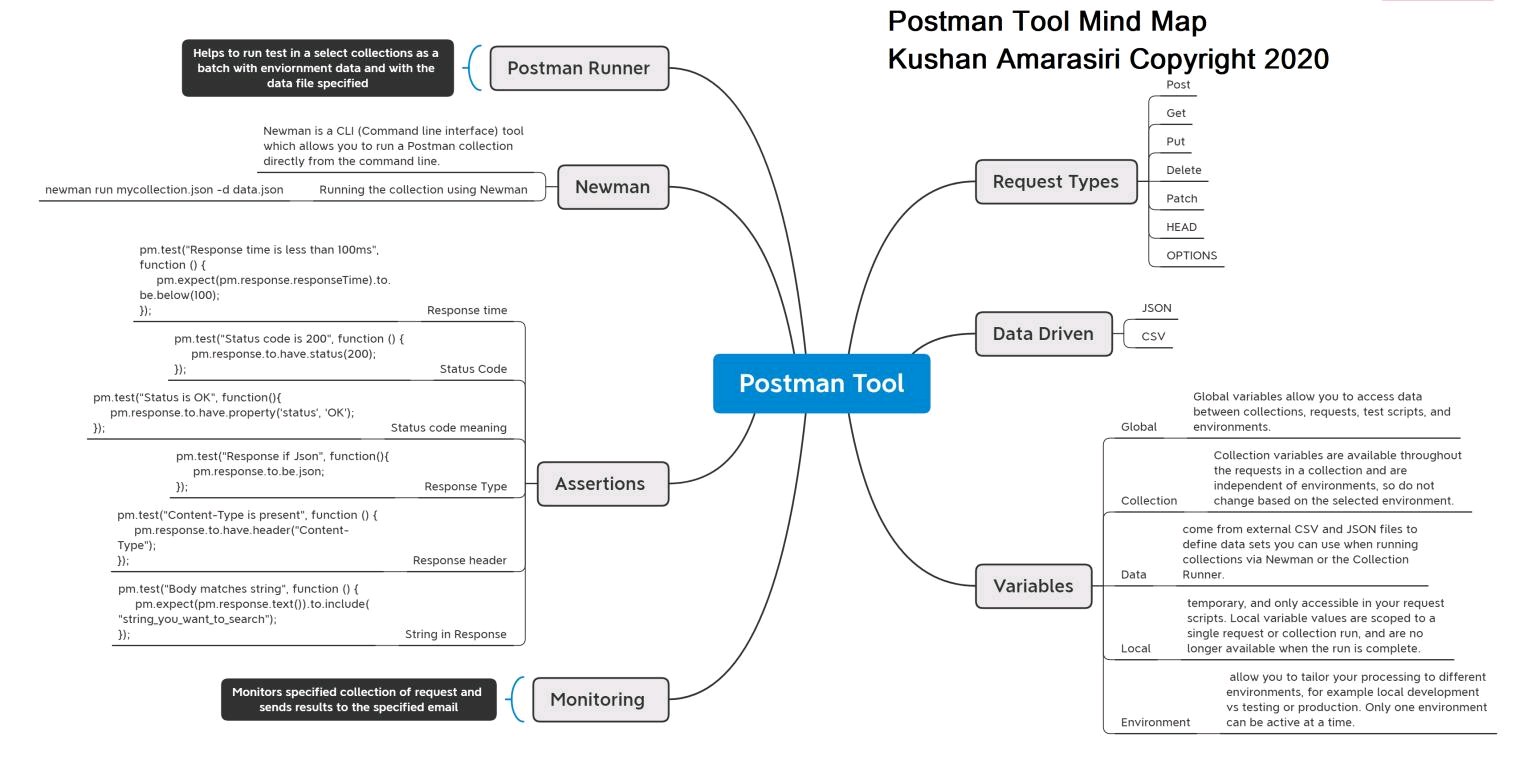 Postman Tool Mind Map
Kushan Amarasiri Copyright 2020
Postman Tool
Postman Runner
Helps to run test in a select collections as a
batch with enviornment data and with the
data file specified
Newman
Newman is a CLI (Command line interface) tool
which allows you to run a Postman collection
directly from the command line.
Running the collection using Newman
newman run mycollection.json -d data.json
Assertions
Response time
pm.test("Response time is less than 100ms",
function () {
pm.expect(pm.response.responseTime).to.
be.below(100);
});
Status Code
pm.test("Status code is 200", function () {
pm.response.to.have.status(200);
});
Status code meaning
pm.test("Status is OK", function(){
pm.response.to.have.property('status', 'OK');
});
Response Type
pm.test("Response if Json", function(){
pm.response.to.be.json;
});
Response header
pm.test("Content-Type is present", function () {
pm.response.to.have.header("Content-
Type");
});
String in Response
pm.test("Body matches string", function () {
pm.expect(pm.response.text()).to.include(
"string_you_want_to_search");
});
Monitoring
Monitors specified collection of request and
sends results to the specified email
Request Types
Post
Get
Put
Delete
Patch
HEAD
OPTIONS
Data Driven
JSON
CSV
Variables
Global
Global variables allow you to access data
between collections, requests, test scripts, and
environments.
Collection
Collection variables are available throughout
the requests in a collection and are
independent of environments, so do not
change based on the selected environment.
Data
come from external CSV and JSON files to
define data sets you can use when running
collections via Newman or the Collection
Runner.
Local
temporary, and only accessible in your request
scripts. Local variable values are scoped to a
single request or collection run, and are no
longer available when the run is complete.
Environment
allow you to tailor your processing to different
environments, for example local development
vs testing or production. Only one environment
can be active at a time.